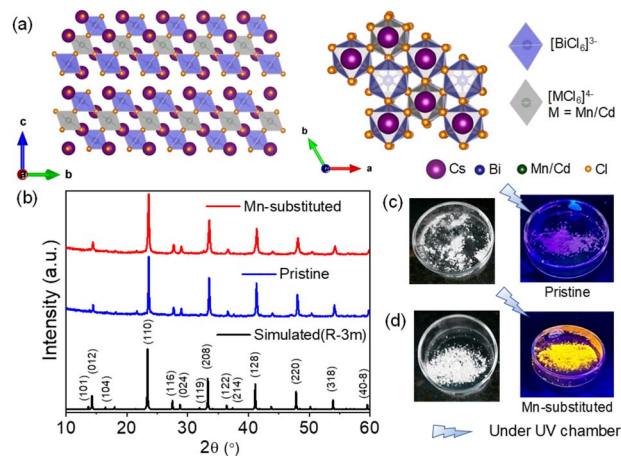 (a)
[BiCl₆]³⁻
[MCl₆]⁴⁻
M = Mn/Cd
c
b
b
a
Cs
Bi
Mn/Cd
Cl
(b)
Intensity (a.u.)
Mn-substituted
Pristine
Simulated(R-3m)
(101)
(012)
(104)
(110)
(116)
(024)
(119)
(208)
(122)
(214)
(128)
(220)
(318)
(40-8)
10 20 30 40 50 60
2θ (°)
(c)
Pristine
(d)
Mn-substituted
Under UV chamber